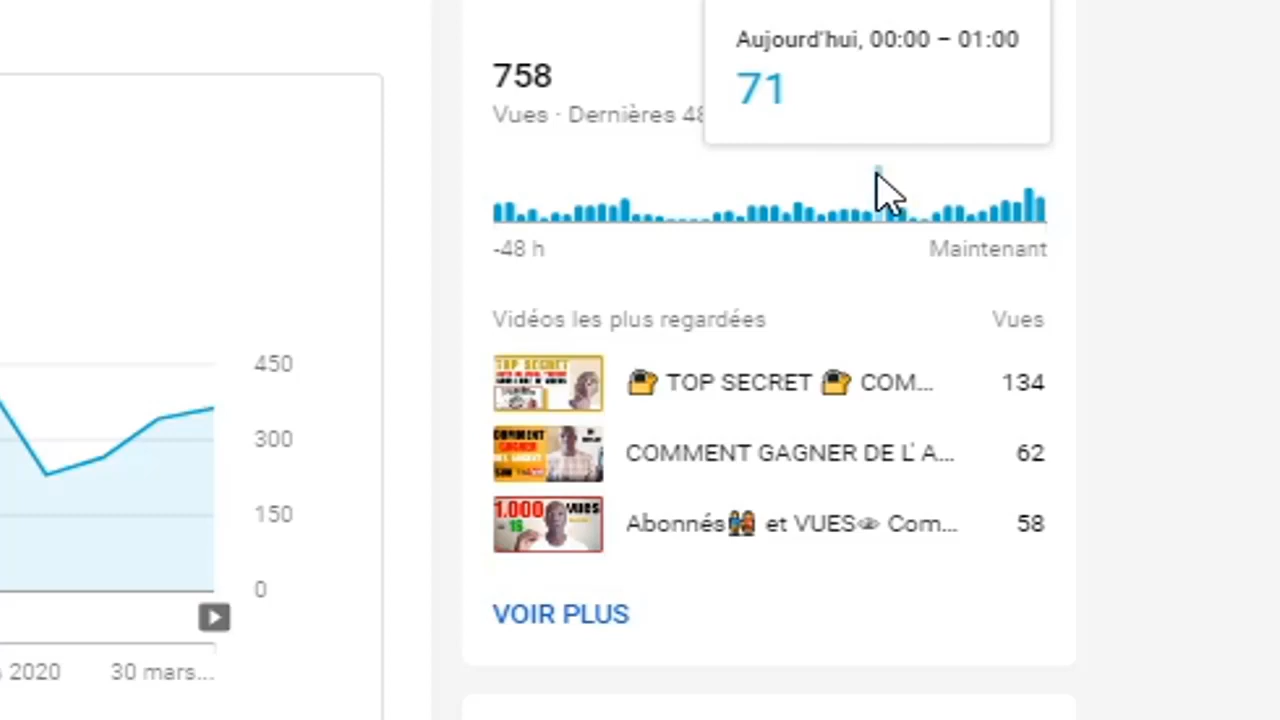 Aujourd'hui, 00:00 – 01:00
71
758
Vues · Dernières 48
-48 h
Maintenant
Vidéos les plus regardées
Vues
TOP SECRET
🔐 TOP SECRET 🔐 COM...
134
COMMENT
GAGNER
COMMENT GAGNER DE L' A...
62
1.000 VUES
Abonnés👫 et VUES👁 Com...
58
VOIR PLUS
450
300
150
0
2020
30 mars...